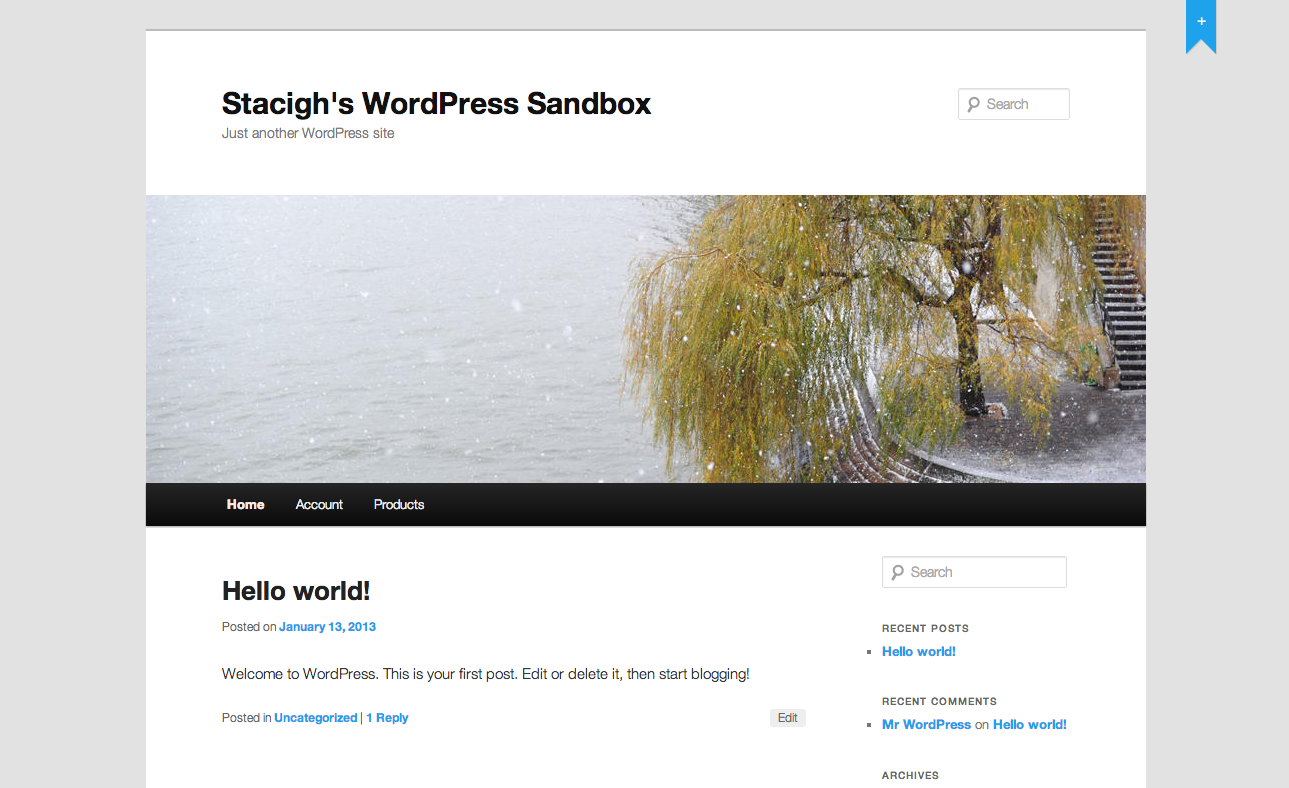 +
Stacigh's WordPress Sandbox
Search
Just another WordPress site
Home Account Products
Search
Hello world!
Posted on January 13, 2013
Welcome to WordPress. This is your first post. Edit or delete it, then start blogging!
Posted in Uncategorized | 1 Reply
Edit
RECENT POSTS
Hello world!
RECENT COMMENTS
Mr WordPress on Hello world!
ARCHIVES